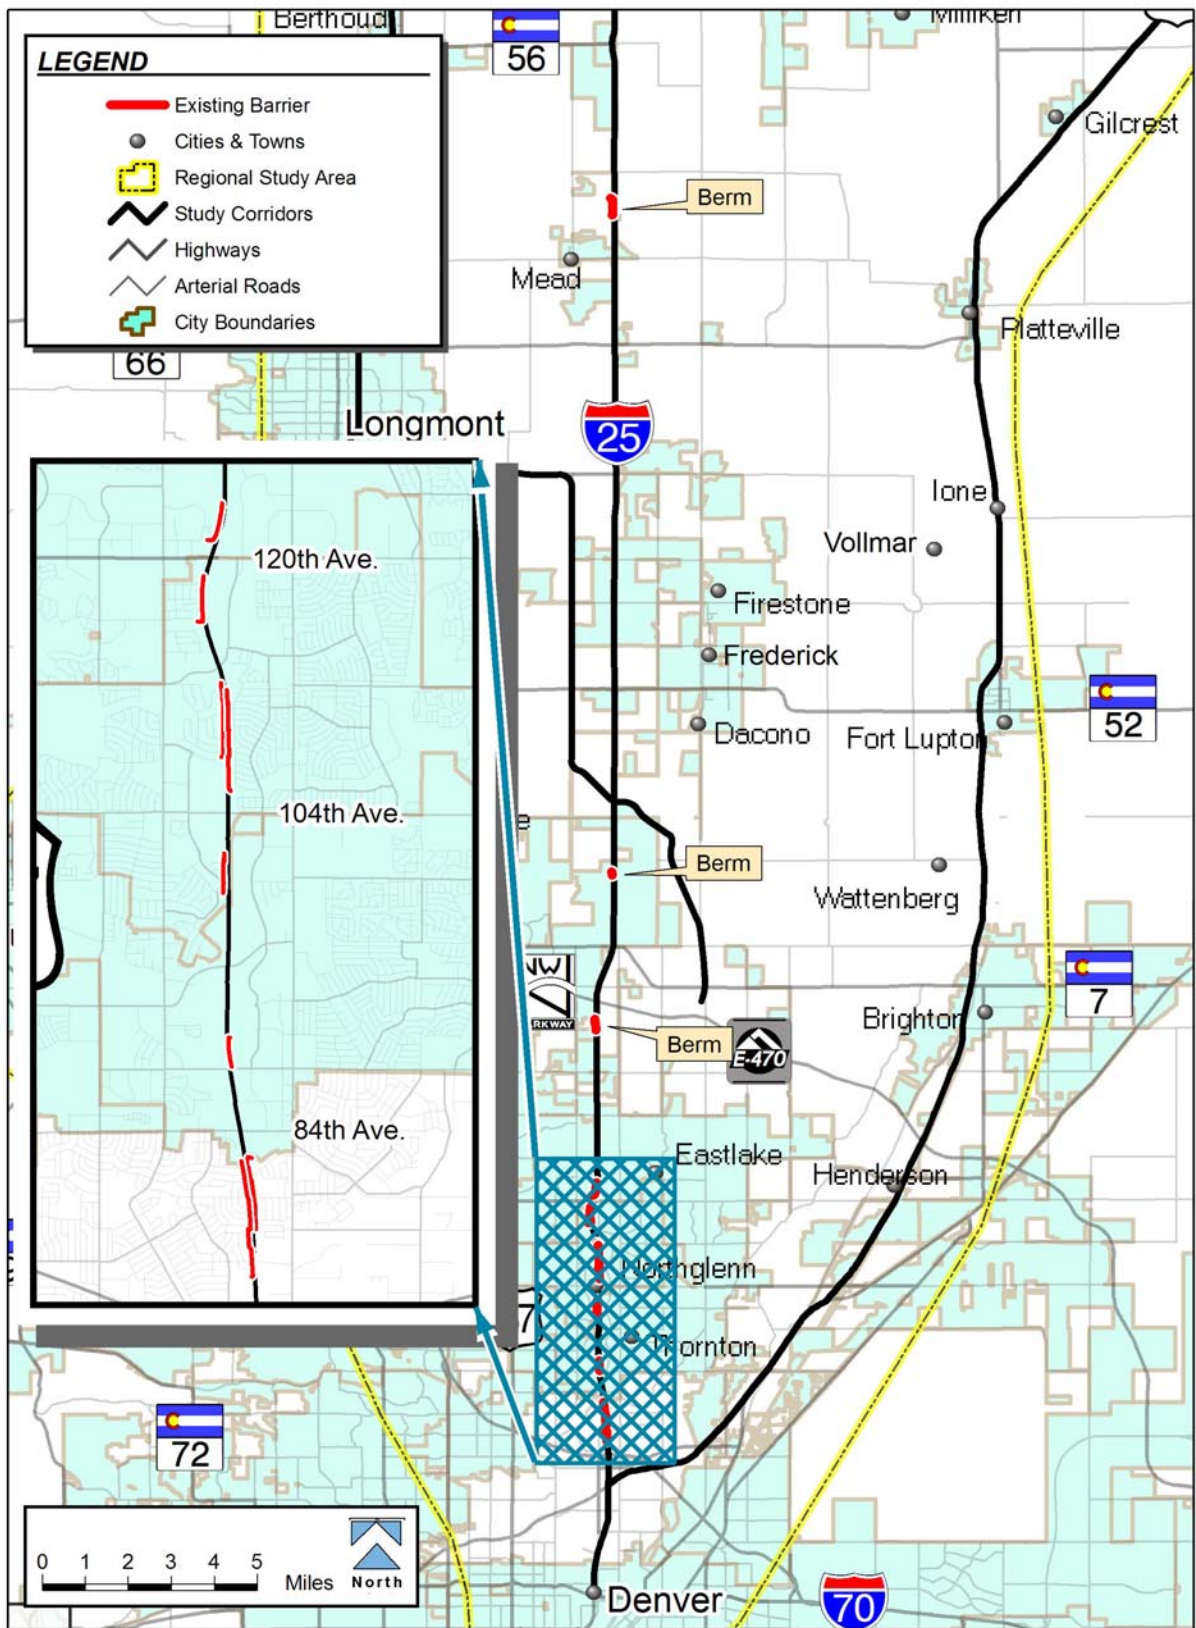 Berthoud
Milliken
56
LEGEND
Existing Barrier
Cities & Towns
Regional Study Area
Study Corridors
Highways
Arterial Roads
City Boundaries
Gilcrest
Berm
Mead
Platteville
66
Longmont
25
Ione
Vollmar
120th Ave.
Firestone
Frederick
52
Dacono
Fort Lupton
104th Ave.
e
Berm
Wattenberg
NW
RKWAY
7
Brighton
Berm
E-470
84th Ave.
Eastlake
Henderson
Northglenn
Thornton
72
0 1 2 3 4 5
Miles
North
Denver
70